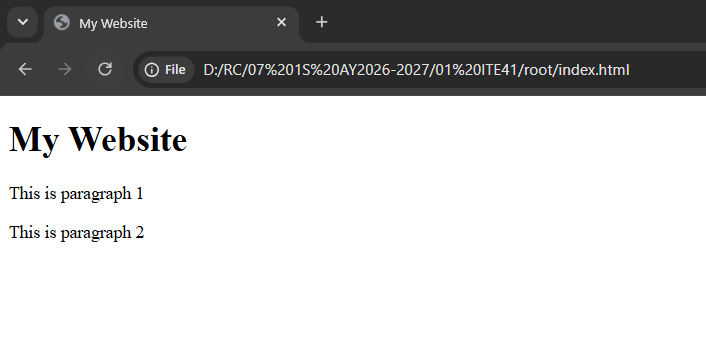 My Website
File D:/RC/07%201S%20AY2026-2027/01%20ITE41/root/index.html
My Website
This is paragraph 1
This is paragraph 2